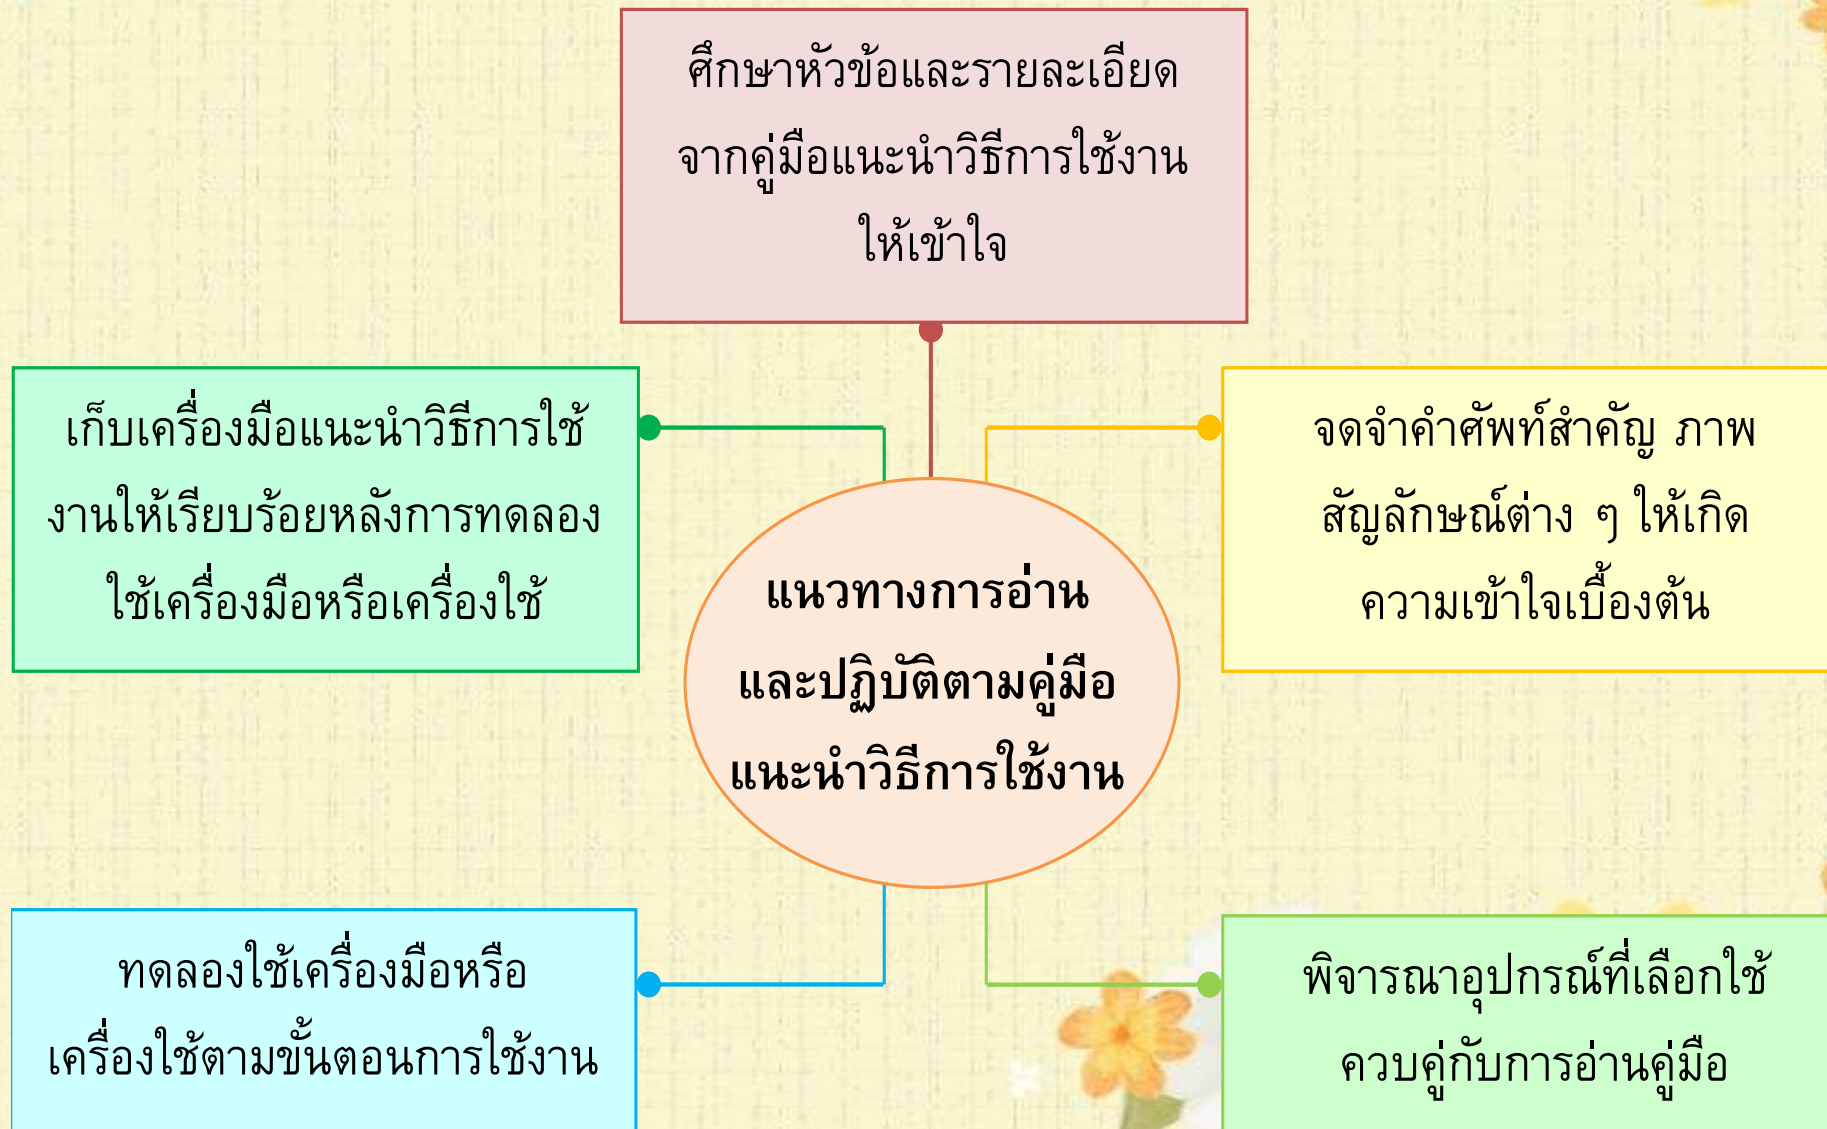 ศึกษาหัวข้อและรายละเอียด
จากคู่มือแนะนำวิธีการใช้งาน
ให้เข้าใจ
เก็บเครื่องมือแนะนำวิธีการใช้
งานให้เรียบร้อยหลังการทดลอง
ใช้เครื่องมือหรือเครื่องใช้
จดจำคำศัพท์สำคัญ ภาพ
สัญลักษณ์ต่าง ๆ ให้เกิด
ความเข้าใจเบื้องต้น
แนวทางการอ่าน
และปฏิบัติตามคู่มือ
แนะนำวิธีการใช้งาน
ทดลองใช้เครื่องมือหรือ
เครื่องใช้ตามขั้นตอนการใช้งาน
พิจารณาอุปกรณ์ที่เลือกใช้
ควบคู่กับการอ่านคู่มือ